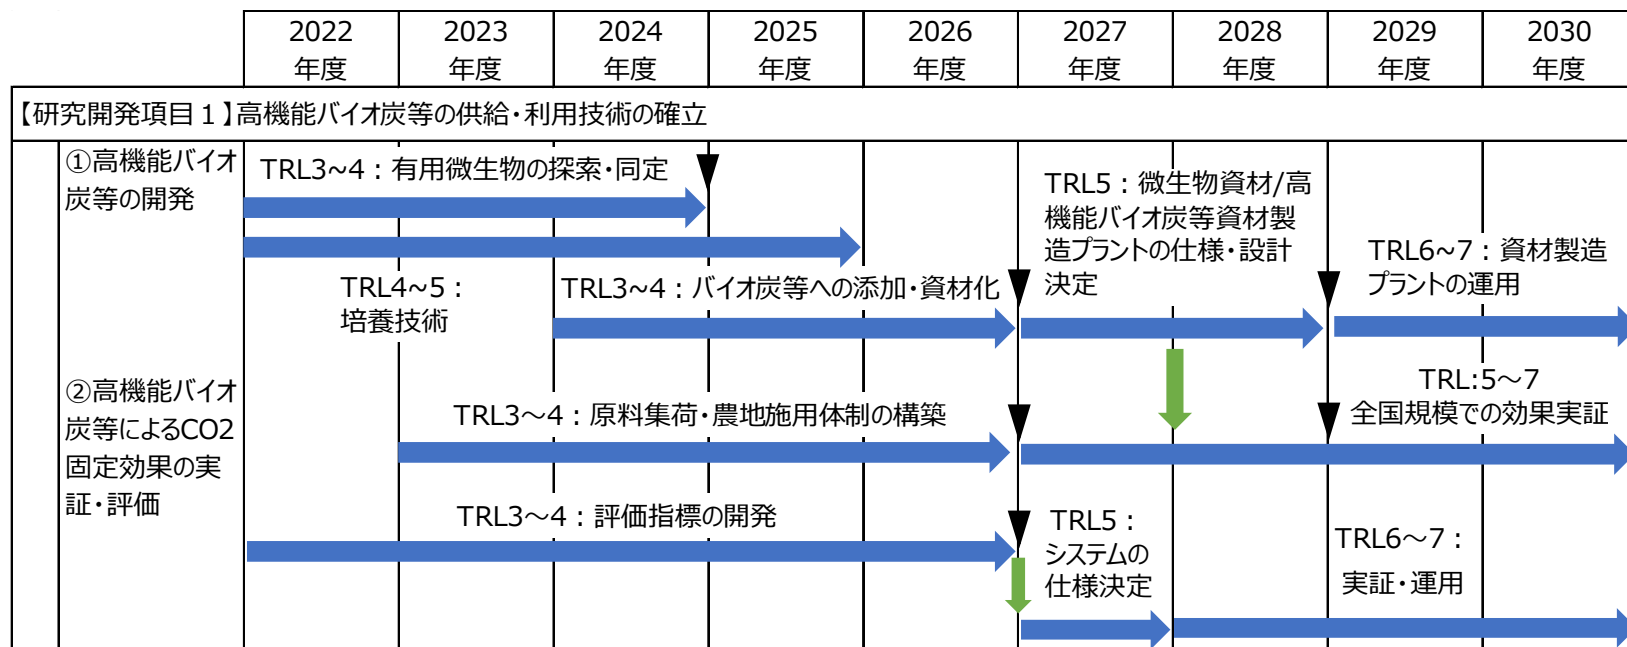 2022
年度
2023
年度
2024
年度
2025
年度
2026
年度
2027
年度
2028
年度
2029
年度
2030
年度
【研究開発項目１】高機能バイオ炭等の供給・利用技術の確立
①高機能バイオ
炭等の開発
TRL3~4：有用微生物の探索・同定
TRL4~5：
培養技術
TRL3~4：バイオ炭等への添加・資材化
TRL5：微生物資材/高
機能バイオ炭等資材製
造プラントの仕様・設計
決定
TRL6~7：資材製造
プラントの運用
②高機能バイオ
炭等によるCO2
固定効果の実
証・評価
TRL3～4：原料集荷・農地施用体制の構築
TRL:5～7
全国規模での効果実証
TRL3～4：評価指標の開発
TRL5：
システムの
仕様決定
TRL6～7：
実証・運用